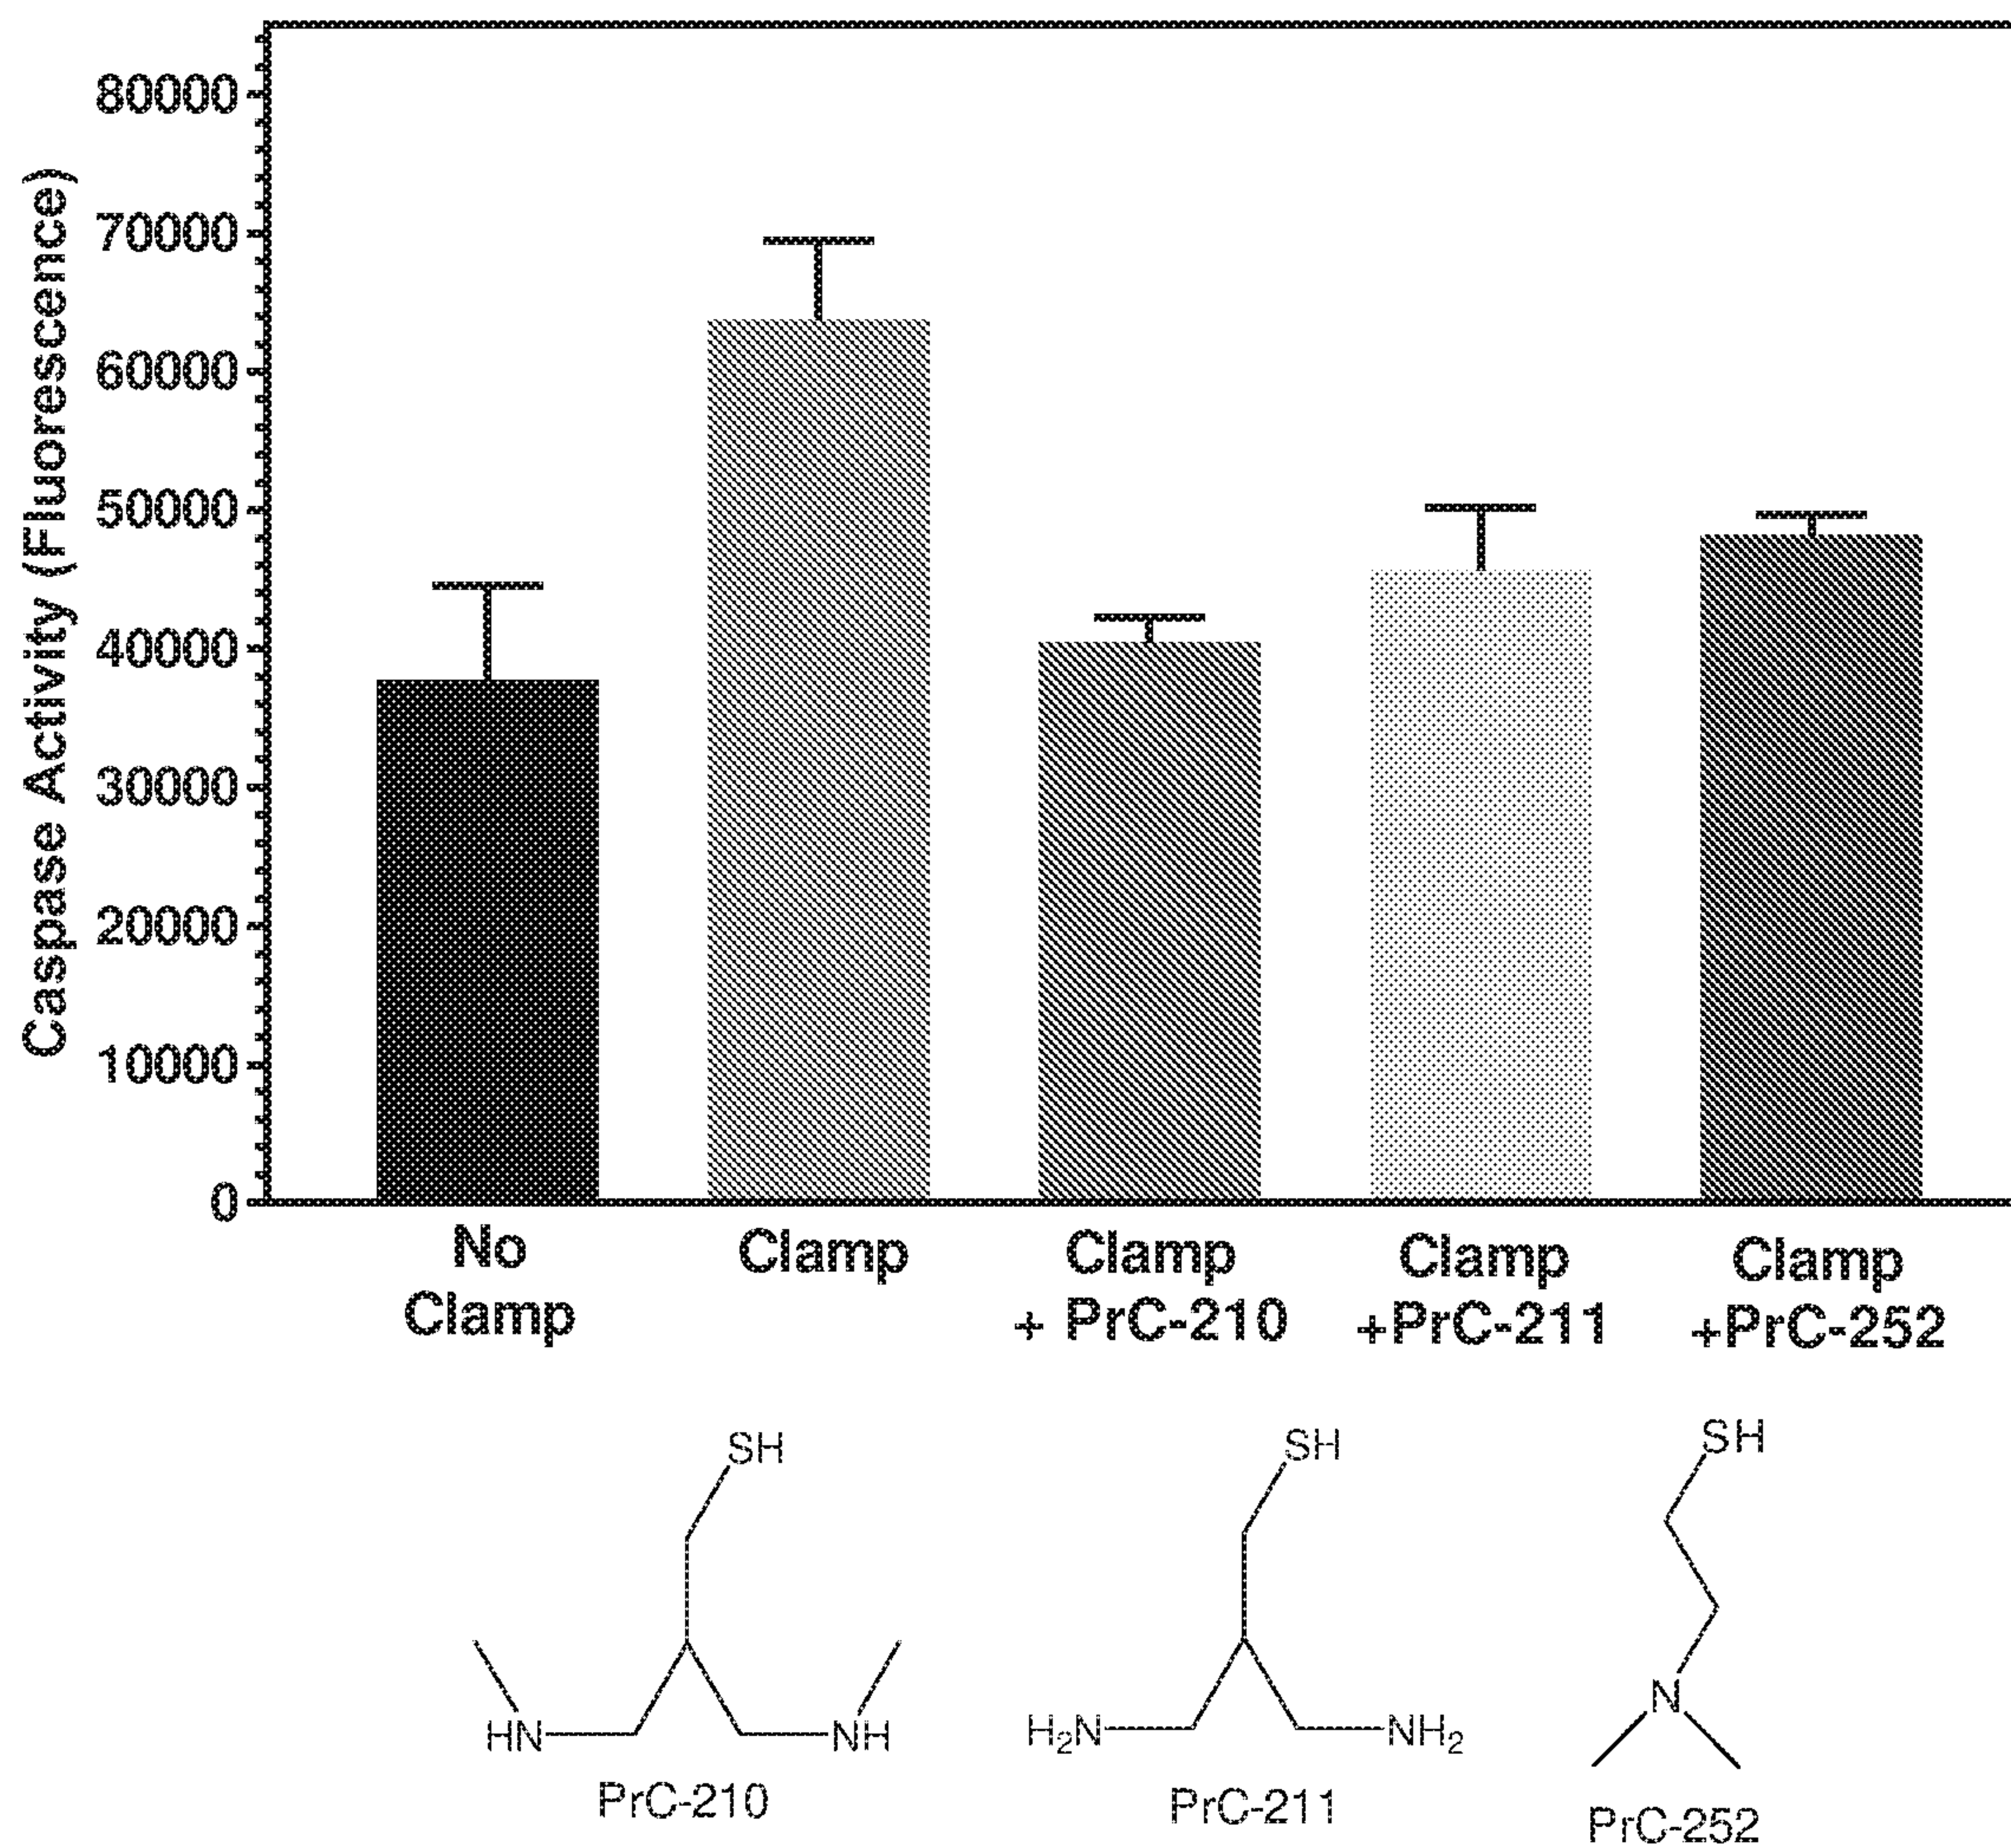 Caspase Activity (Fluorescence)
80000
70000
60000
50000
40000
30000
20000
10000
0
No
Clamp
Clamp
Clamp
+ PrC-210
Clamp
+PrC-211
Clamp
+PrC-252
SH
HN
NH
PrC-210
SH
H₂N
NH₂
PrC-211
SH
N
PrC-252